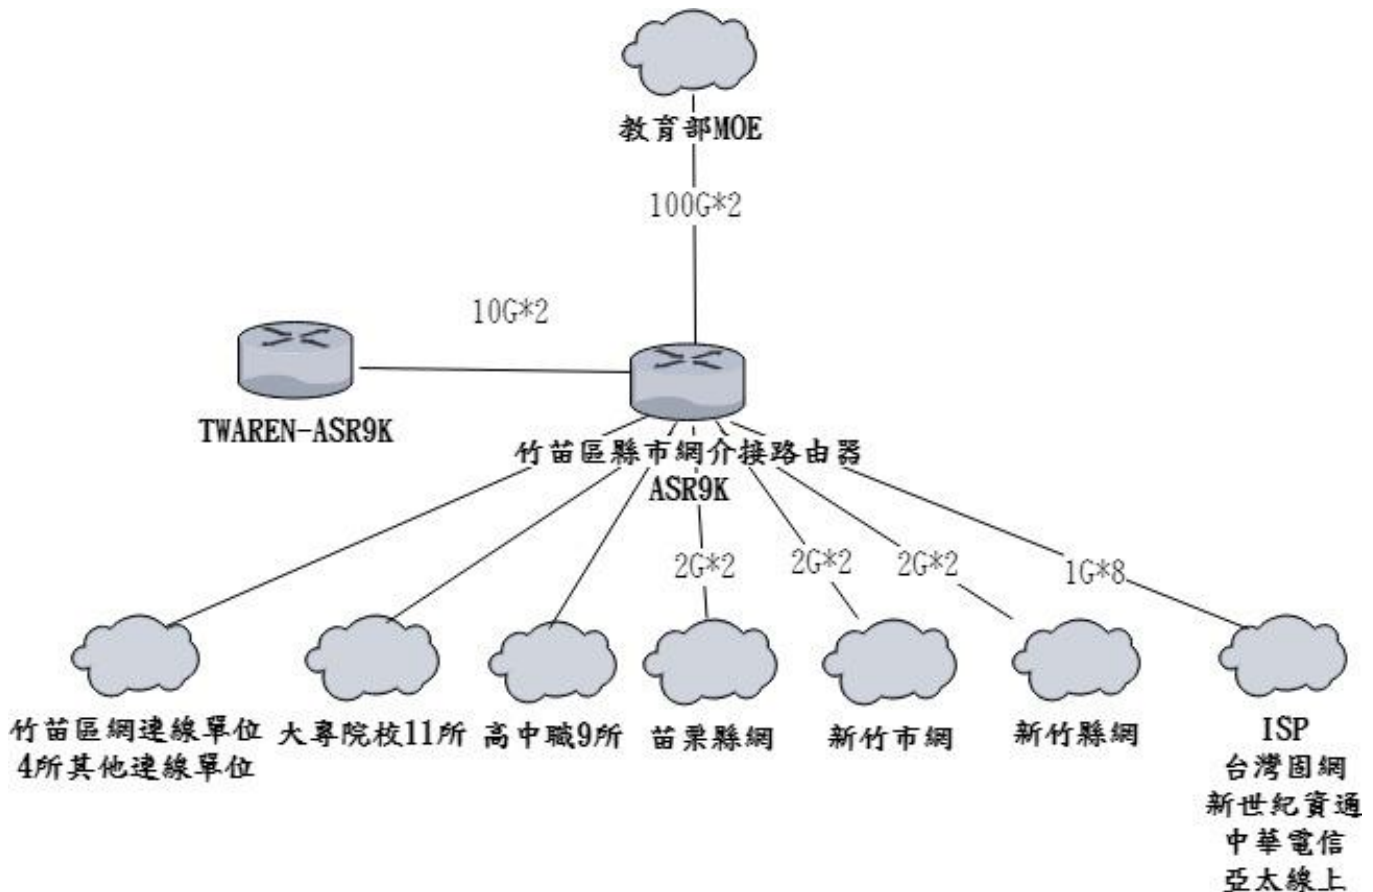 教育部MOE
100G*2
10G*2
TWAREN-ASR9K
竹苗區縣市網介接路由器
ASR9K
2G*2
2G*2
2G*2
1G*8
竹苗區網連線單位
4所其他連線單位
大專院校11所
高中職9所
苗栗縣網
新竹市網
新竹縣網
ISP
台灣固網
新世紀資通
中華電信
亞太線上